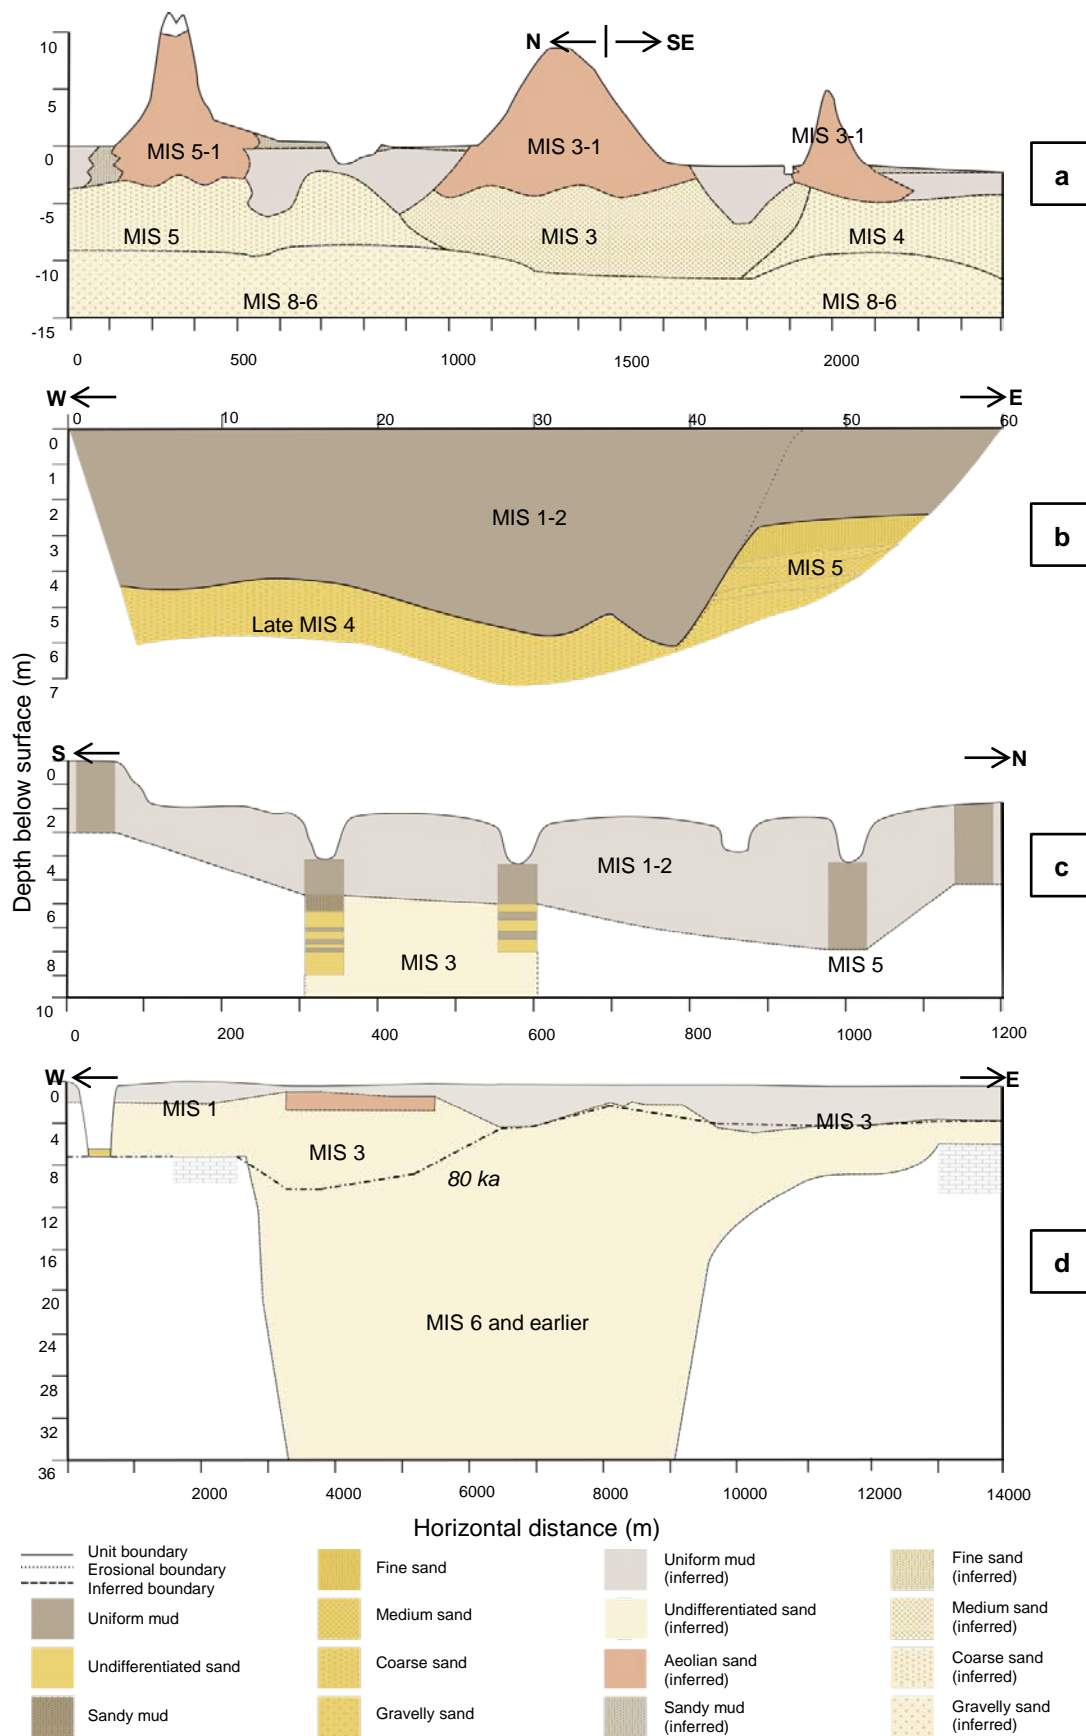 10
5
0
-5
-10
-15
N
SE
MIS 5-1
MIS 3-1
MIS 3-1
MIS 5
MIS 3
MIS 4
MIS 8-6
MIS 8-6
0 500 1000 1500 2000
a
W
E
0 10 20 30 40 50 60
0
1
2
3
4
5
6
7
MIS 1-2
MIS 5
Late MIS 4
b
Depth below surface (m)
S
N
0
2
4
6
8
10
MIS 1-2
MIS 3
MIS 5
0 200 400 600 800 1000 1200
c
W
E
0
4
8
12
16
20
24
28
32
36
MIS 1
MIS 3
MIS 3
80 ka
MIS 6 and earlier
2000 4000 6000 8000 10000 12000 14000
d
Horizontal distance (m)
Unit boundary
Erosional boundary
Inferred boundary
Uniform mud
Undifferentiated sand
Sandy mud
Fine sand
Medium sand
Coarse sand
Gravelly sand
Uniform mud
(inferred)
Undifferentiated sand
(inferred)
Aeolian sand
(inferred)
Sandy mud
(inferred)
Fine sand
(inferred)
Medium sand
(inferred)
Coarse sand
(inferred)
Gravelly sand
(inferred)